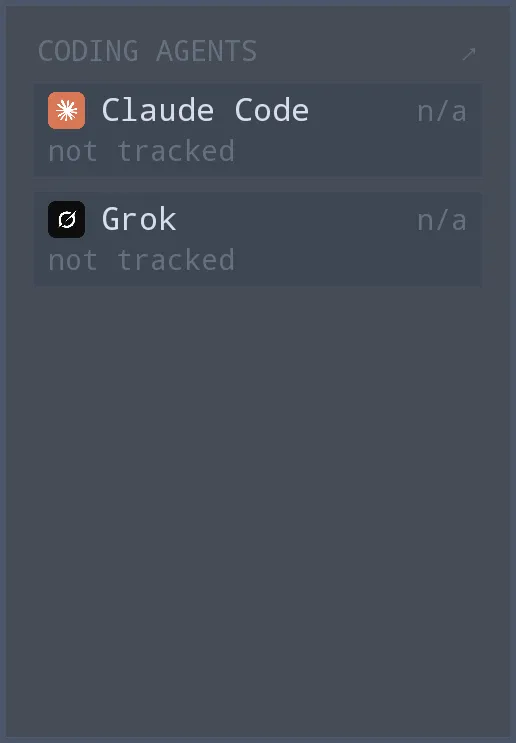 CODING AGENTS ↗
Claude Code n/a
not tracked
Grok n/a
not tracked